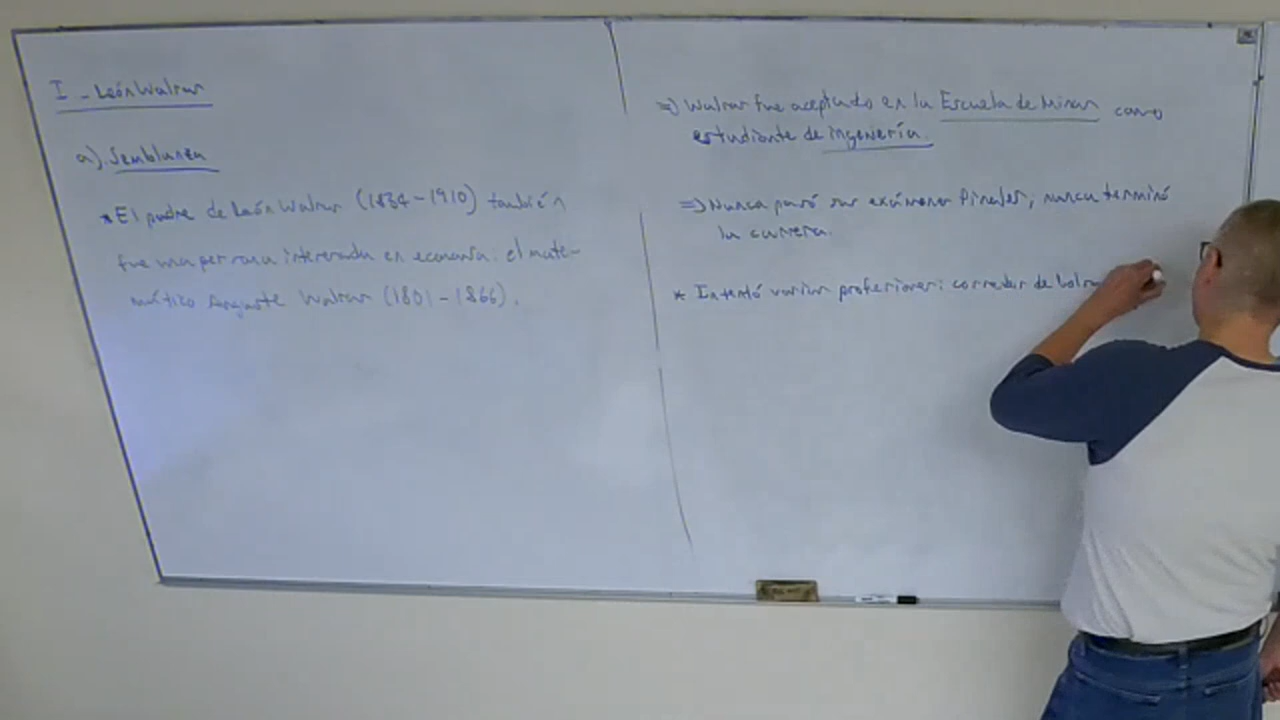 I - León Walras
a). Semblanza
* El padre de León Walras (1834-1910) también
fue una persona interesada en economía: el mate-
mático Auguste Walras (1801-1866).
=> Walras fue aceptado en la Escuela de Minas como
estudiante de ingeniería.
=> Nunca pasó sus exámenes finales; nunca terminó
la carrera.
* Intentó varias profesiones: corredor de bolsa